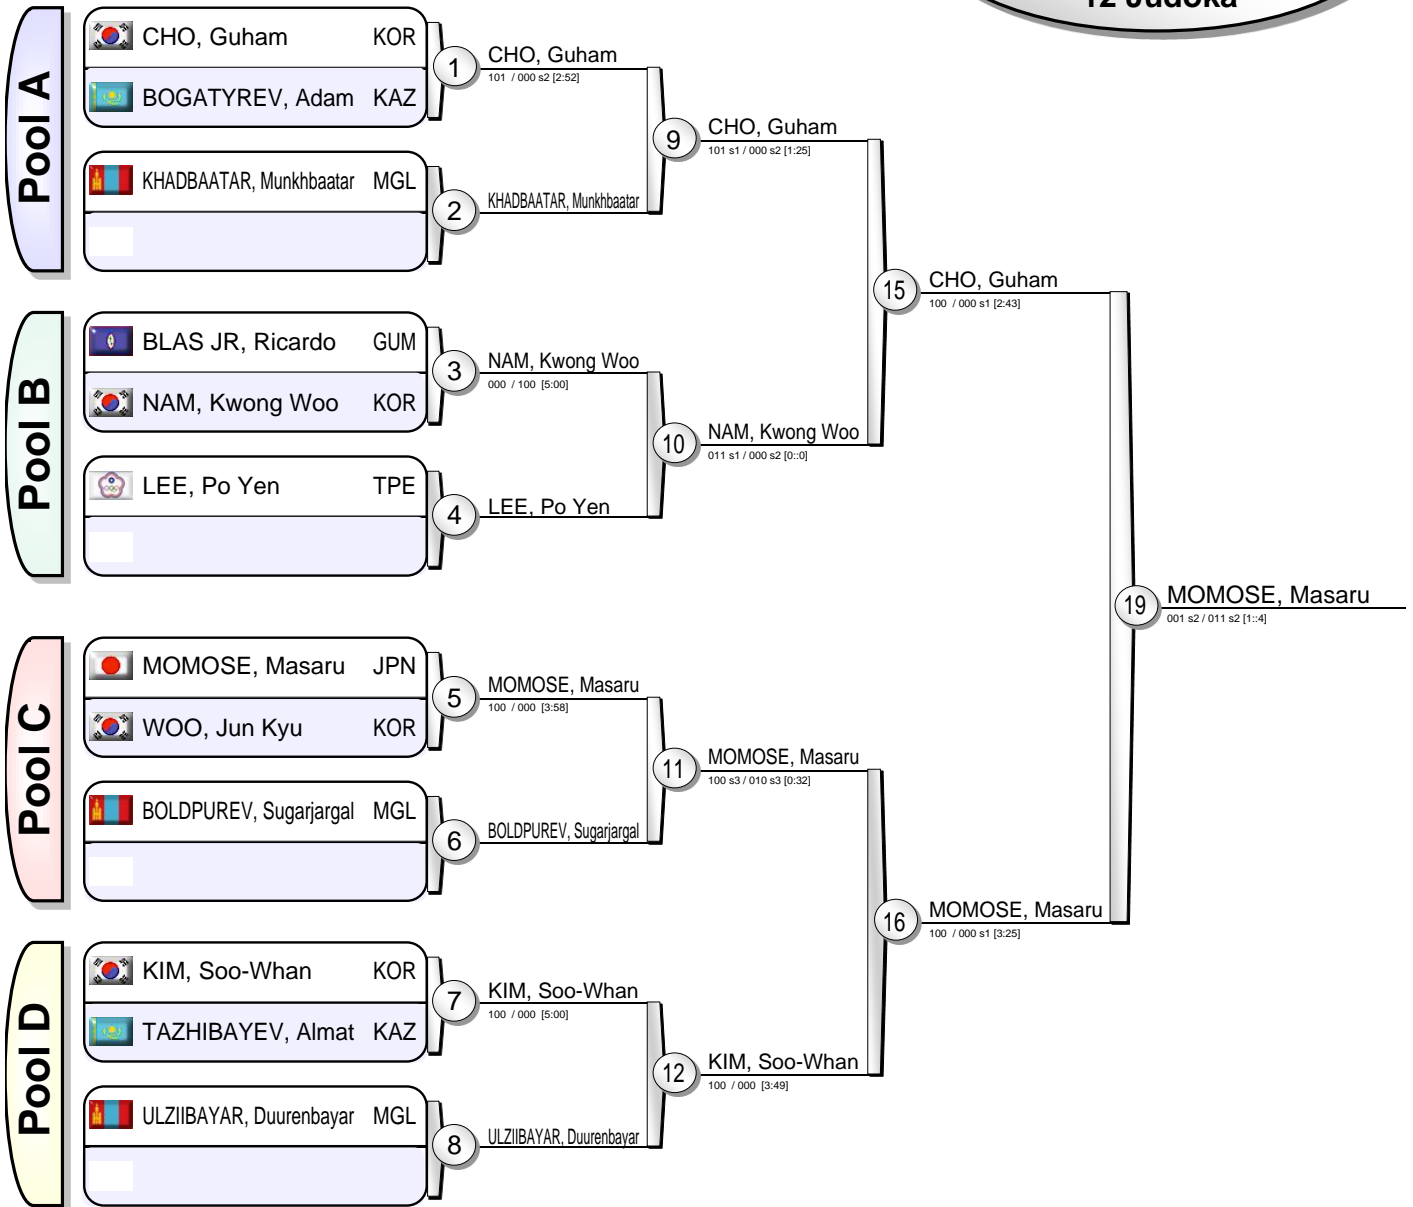 12 Judoka
Pool A
CHO, Guham KOR
BOGATYREV, Adam KAZ
1
CHO, Guham
101 / 000 s2 [2:52]
KHADBAATAR, Munkhbaatar MGL
2
KHADBAATAR, Munkhbaatar
9
CHO, Guham
101 s1 / 000 s2 [1:25]
Pool B
BLAS JR, Ricardo GUM
NAM, Kwong Woo KOR
3
NAM, Kwong Woo
000 / 100 [5:00]
LEE, Po Yen TPE
4
LEE, Po Yen
10
NAM, Kwong Woo
011 s1 / 000 s2 [0::0]
15
CHO, Guham
100 / 000 s1 [2:43]
Pool C
MOMOSE, Masaru JPN
WOO, Jun Kyu KOR
5
MOMOSE, Masaru
100 / 000 [3:58]
BOLDPUREV, Sugarjargal MGL
6
BOLDPUREV, Sugarjargal
11
MOMOSE, Masaru
100 s3 / 010 s3 [0:32]
Pool D
KIM, Soo-Whan KOR
TAZHIBAYEV, Almat KAZ
7
KIM, Soo-Whan
100 / 000 [5:00]
ULZIIBAYAR, Duurenbayar MGL
8
ULZIIBAYAR, Duurenbayar
12
KIM, Soo-Whan
100 / 000 [3:49]
16
MOMOSE, Masaru
100 / 000 s1 [3:25]
19
MOMOSE, Masaru
001 s2 / 011 s2 [1::4]